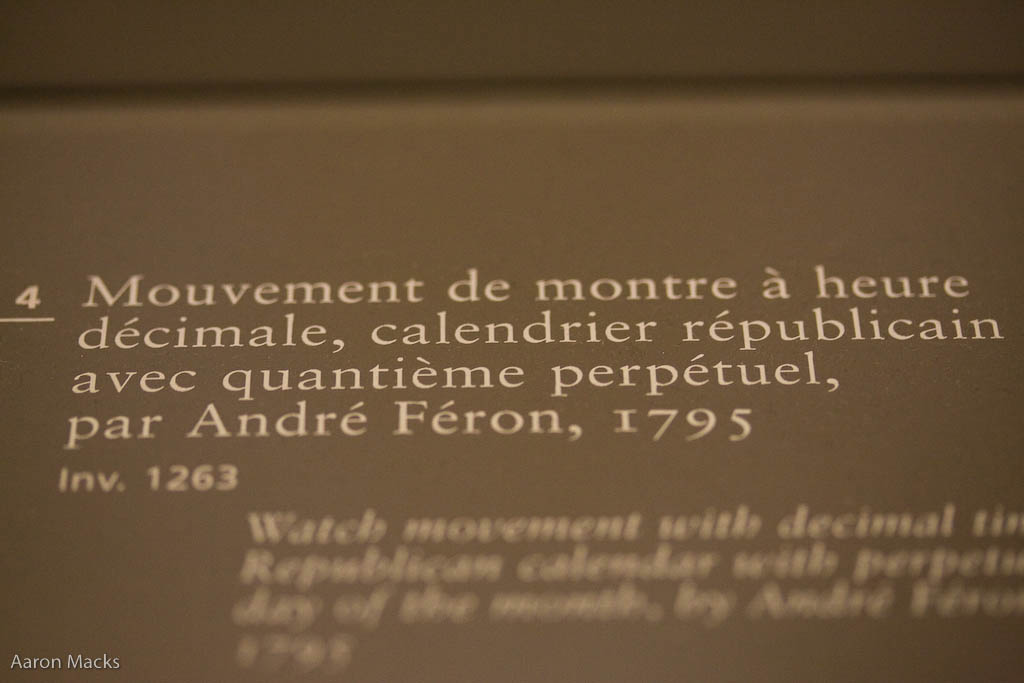 4 Mouvement de montre à heure
décimale, calendrier républicain
avec quantième perpétuel,
par André Féron, 1795
Inv. 1263
Watch movement with decimal
Republican calendar with
day of the month, by André
1795
Aaron Macks